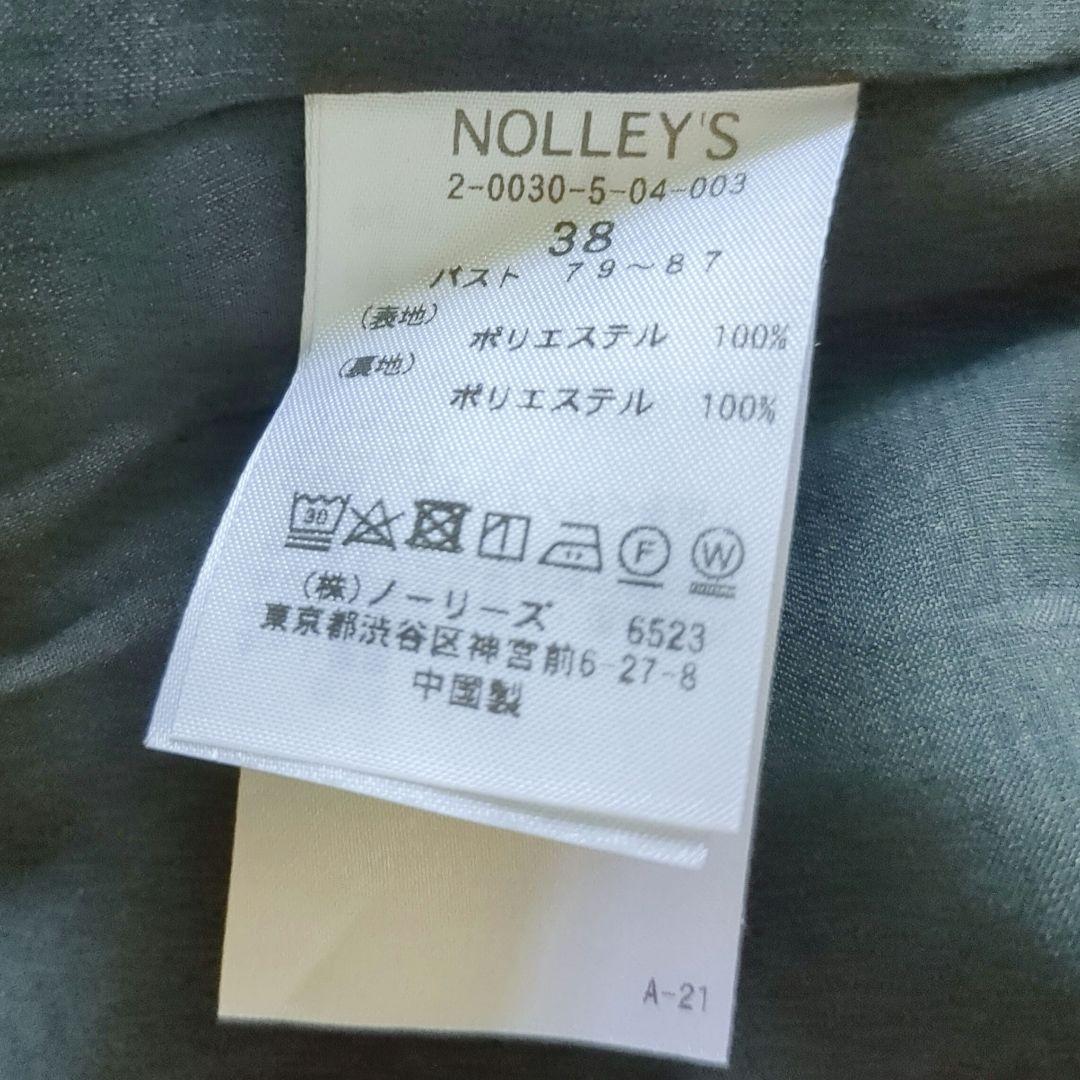 NOLLEY'S
2-0030-5-04-003
38
バスト 79~87
(表地)
ポリエステル 100%
(裏地)
ポリエステル 100%
30 F W
(株)ノーリーズ 6523
東京都渋谷区神宮前6-27-8
中国製
A-21